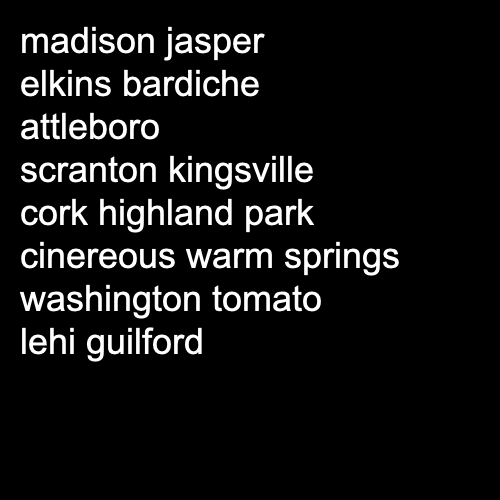 madison jasper
elkins bardiche
attleboro
scranton kingsville
cork highland park
cinereous warm springs
washington tomato
lehi guilford